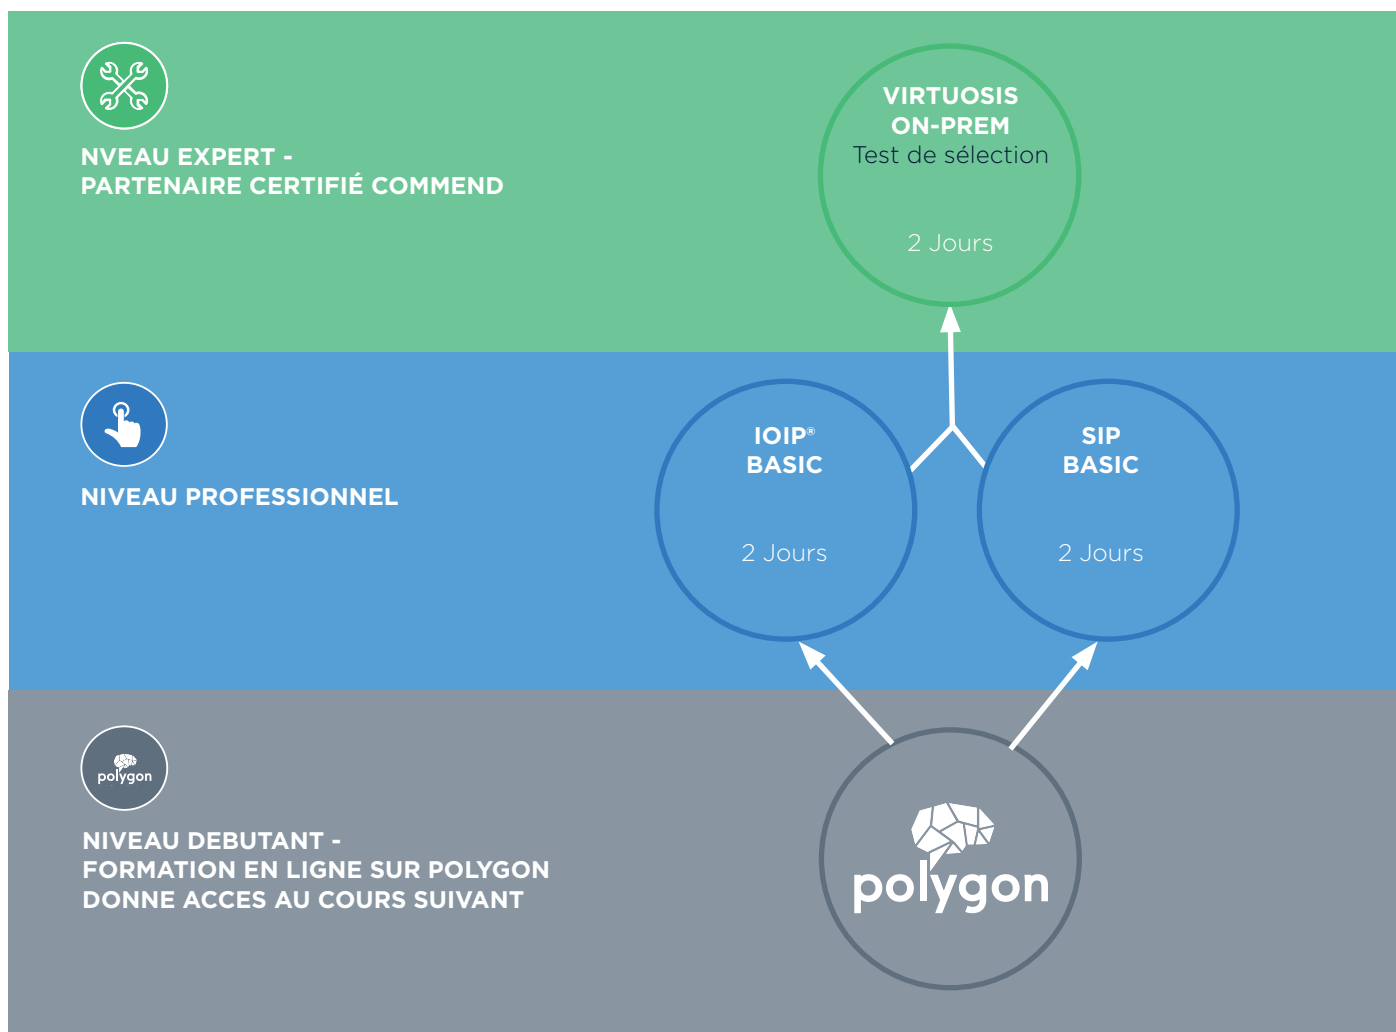 NVEAU EXPERT -
PARTENAIRE CERTIFIÉ COMMEND
VIRTUOSIS
ON-PREM
Test de sélection
2 Jours
NIVEAU PROFESSIONNEL
IOIP®
BASIC
2 Jours
SIP
BASIC
2 Jours
polygon
NIVEAU DEBUTANT -
FORMATION EN LIGNE SUR POLYGON
DONNE ACCES AU COURS SUIVANT
polygon